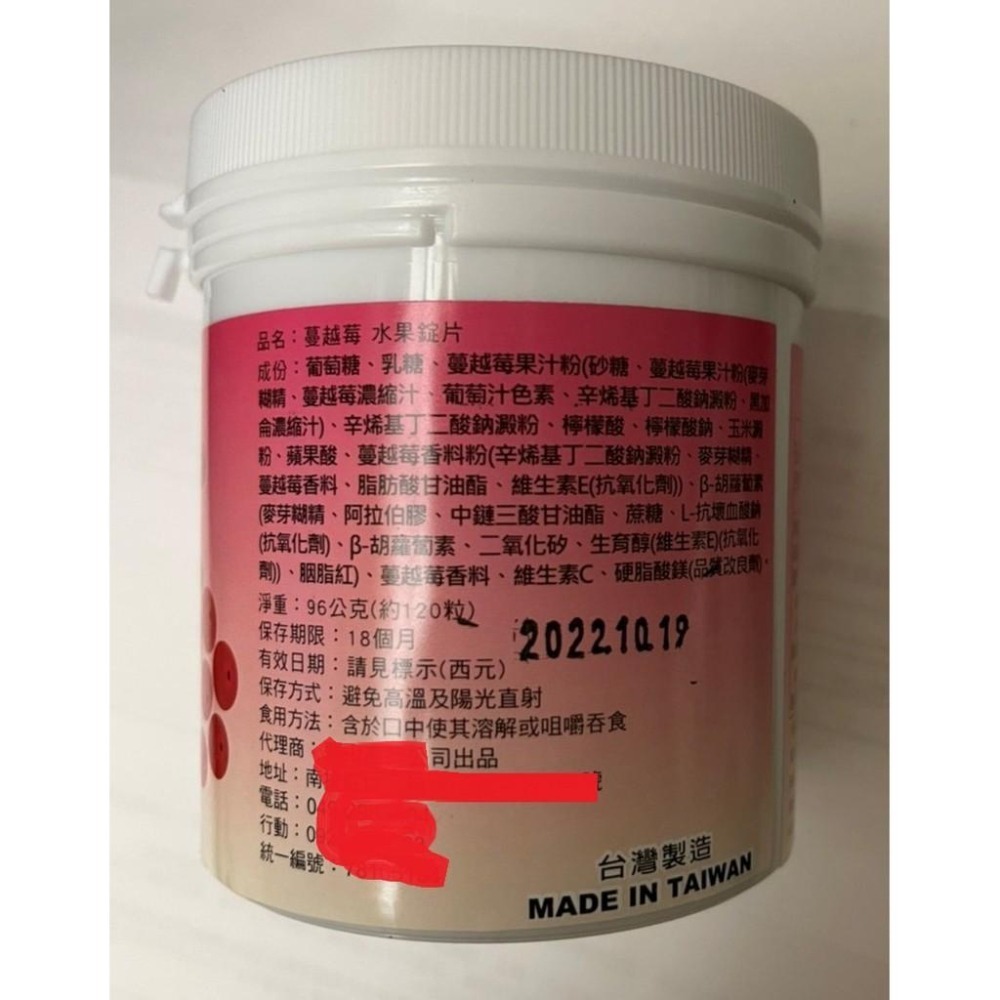 品名：蔓越莓 水果錠片
成份：葡萄糖、乳糖、蔓越莓果汁粉(砂糖、蔓越莓果汁粉(麥芽
糊精、蔓越莓濃縮汁、葡萄汁色素、辛烯基丁二酸鈉澱粉、黑加
侖濃縮汁)、辛烯基丁二酸鈉澱粉、檸檬酸、檸檬酸鈉、玉米澱
粉、蘋果酸、蔓越莓香料粉(辛烯基丁二酸鈉澱粉、麥芽糊精、
蔓越莓香料、脂肪酸甘油酯、維生素E(抗氧化劑))、β-胡蘿蔔素
(麥芽糊精、阿拉伯膠、中鏈三酸甘油酯、蔗糖、L-抗壞血酸鈉
(抗氧化劑)、β-胡蘿蔔素、二氧化矽、生育醇(維生素E)(抗氧化
劑))、胭脂紅)、蔓越莓香料、維生素C、硬脂酸鎂(品質改良劑)、
淨重：96公克(約120粒)
保存期限：18個月
2022.10.19
有效日期：請見標示(西元)
保存方式：避免高溫及陽光直射
食用方法：含於口中使其溶解或咀嚼吞食
代理商： 司出品
地址：南 號
電話：0
行動：0
統一編號：
台灣製造
MADE IN TAIWAN